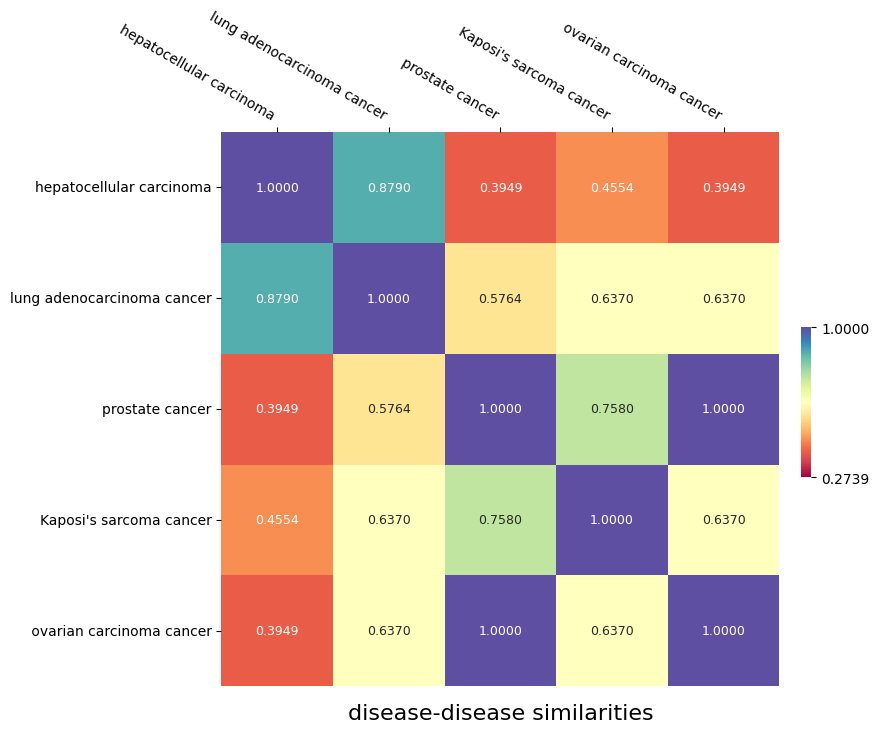 hepatocellular carcinoma
lung adenocarcinoma cancer
prostate cancer
Kaposi's sarcoma cancer
ovarian carcinoma cancer
hepatocellular carcinoma 1.0000 0.8790 0.3949 0.4554 0.3949
lung adenocarcinoma cancer 0.8790 1.0000 0.5764 0.6370 0.6370
prostate cancer 0.3949 0.5764 1.0000 0.7580 1.0000
Kaposi's sarcoma cancer 0.4554 0.6370 0.7580 1.0000 0.6370
ovarian carcinoma cancer 0.3949 0.6370 1.0000 0.6370 1.0000
1.0000
0.2739
disease-disease similarities